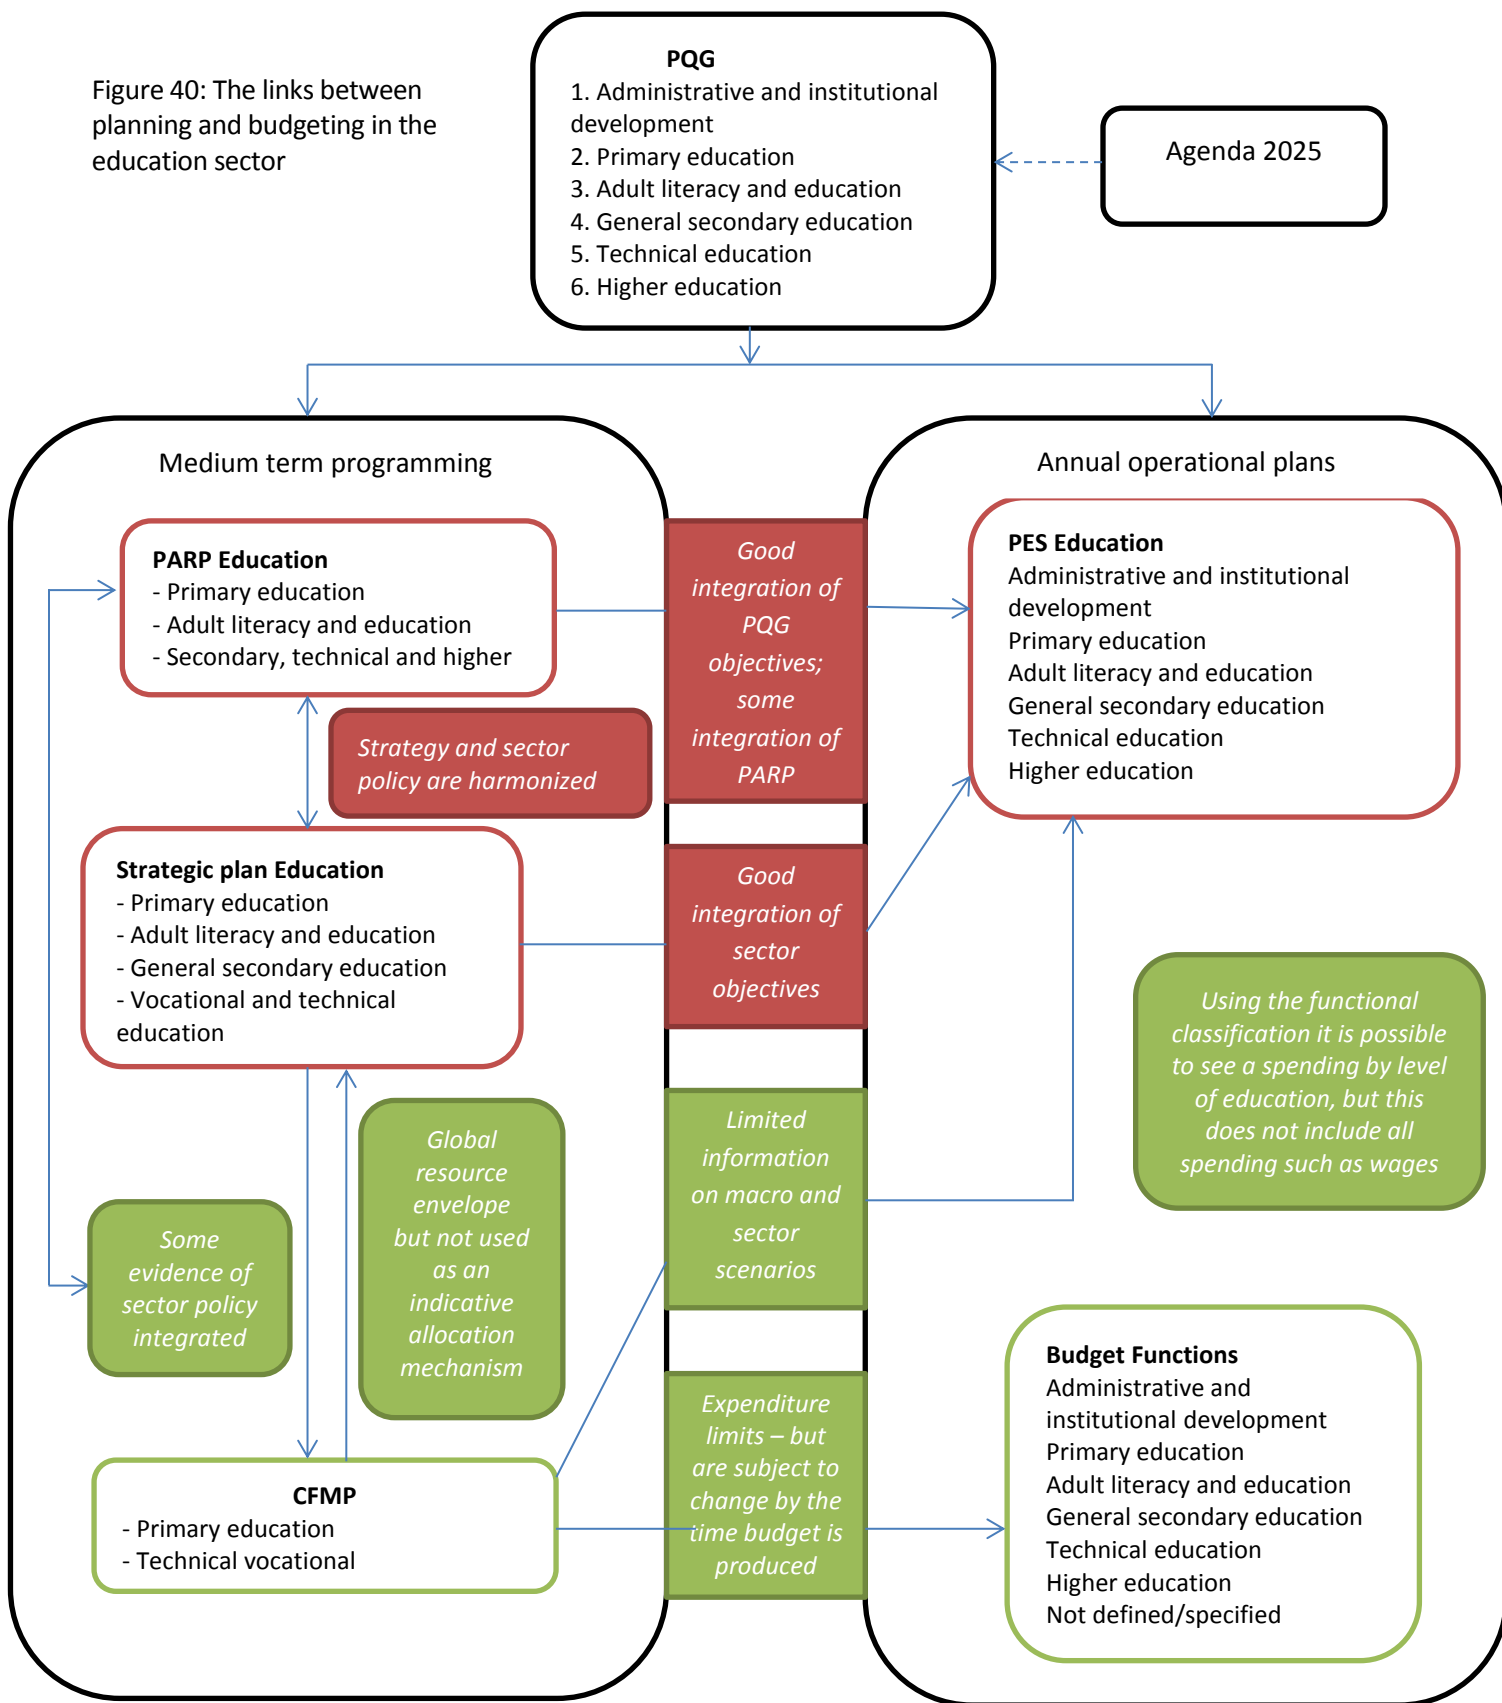 Figure 40: The links between
planning and budgeting in the
education sector
PQG
1. Administrative and institutional
development
2. Primary education
3. Adult literacy and education
4. General secondary education
5. Technical education
6. Higher education
Agenda 2025
Medium term programming
PARP Education
- Primary education
- Adult literacy and education
- Secondary, technical and higher
Strategy and sector
policy are harmonized
Strategic plan Education
- Primary education
- Adult literacy and education
- General secondary education
- Vocational and technical
education
Some
evidence of
sector policy
integrated
Global
resource
envelope
but not used
as an
indicative
allocation
mechanism
CFMP
- Primary education
- Technical vocational
Good
integration of
PQG
objectives;
some
integration of
PARP
Good
integration of
sector
objectives
Limited
information
on macro and
sector
scenarios
Expenditure
limits – but
are subject to
change by the
time budget is
produced
Annual operational plans
PES Education
Administrative and institutional
development
Primary education
Adult literacy and education
General secondary education
Technical education
Higher education
Using the functional
classification it is possible
to see a spending by level
of education, but this
does not include all
spending such as wages
Budget Functions
Administrative and
institutional development
Primary education
Adult literacy and education
General secondary education
Technical education
Higher education
Not defined/specified